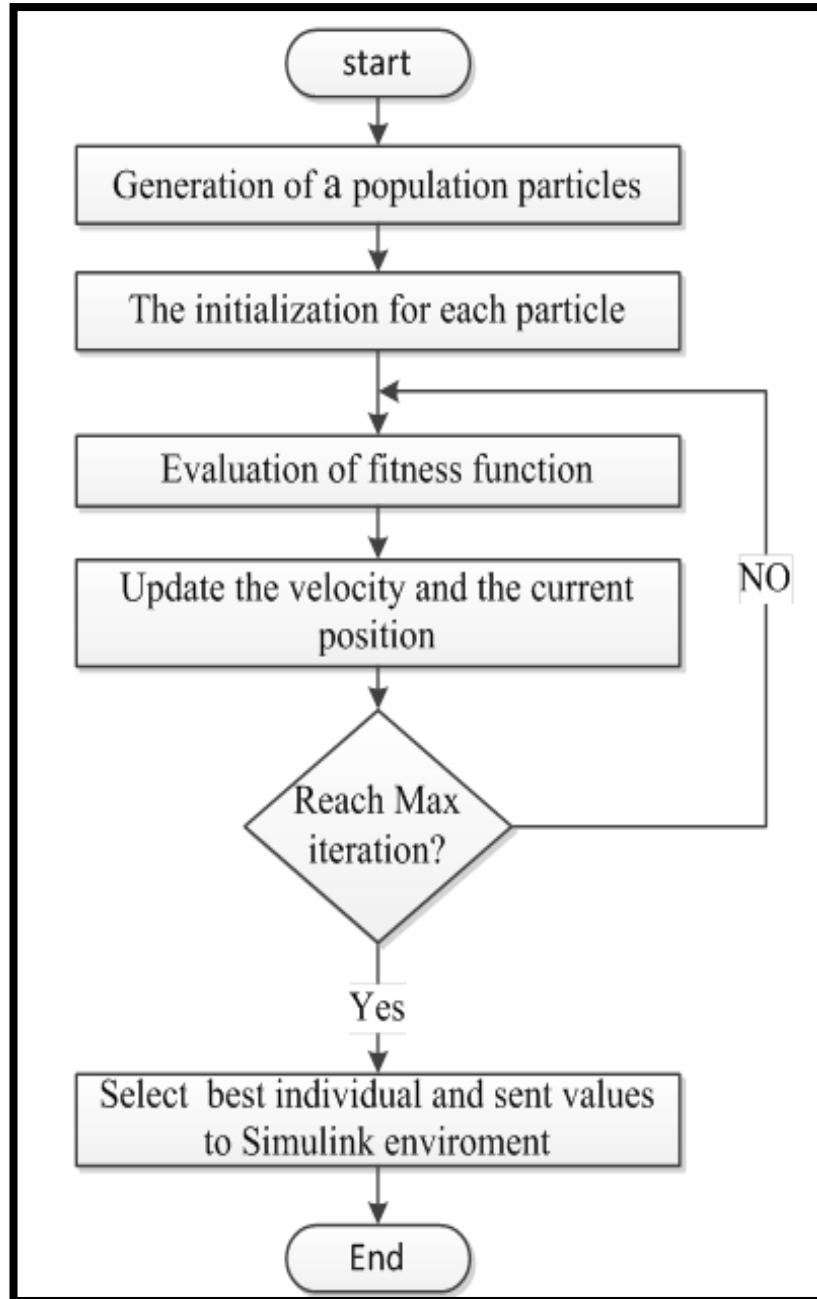 start
Generation of a population particles
The initialization for each particle
Evaluation of fitness function
Update the velocity and the current
position
NO
Reach Max
iteration?
Yes
Select best individual and sent values
to Simulink enviroment
End